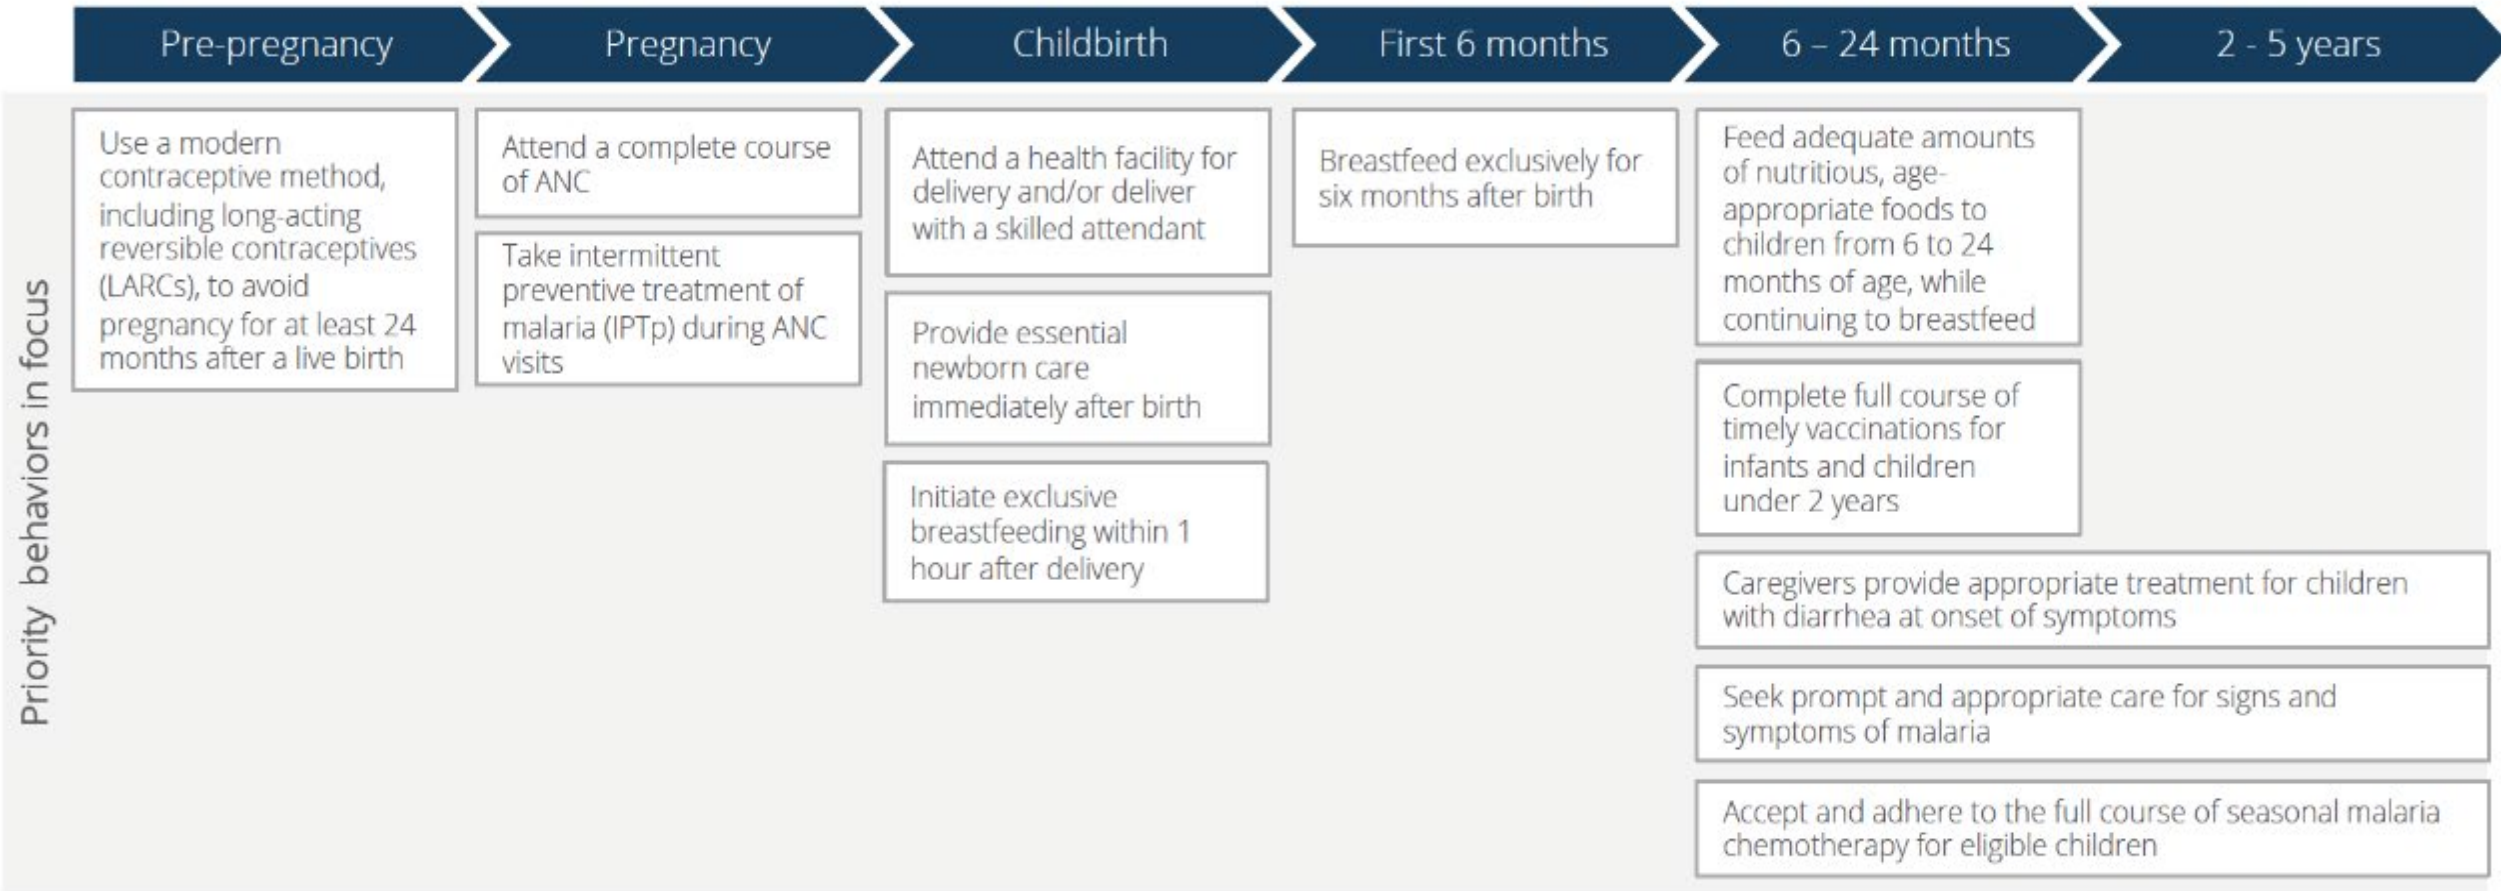 Pre-pregnancy
Pregnancy
Childbirth
First 6 months
6 – 24 months
2 - 5 years
Priority behaviors in focus
Use a modern
contraceptive method,
including long-acting
reversible contraceptives
(LARCs), to avoid
pregnancy for at least 24
months after a live birth
Attend a complete course
of ANC
Take intermittent
preventive treatment of
malaria (IPTp) during ANC
visits
Attend a health facility for
delivery and/or deliver
with a skilled attendant
Provide essential
newborn care
immediately after birth
Initiate exclusive
breastfeeding within 1
hour after delivery
Breastfeed exclusively for
six months after birth
Feed adequate amounts
of nutritious, age-
appropriate foods to
children from 6 to 24
months of age, while
continuing to breastfeed
Complete full course of
timely vaccinations for
infants and children
under 2 years
Caregivers provide appropriate treatment for children
with diarrhea at onset of symptoms
Seek prompt and appropriate care for signs and
symptoms of malaria
Accept and adhere to the full course of seasonal malaria
chemotherapy for eligible children